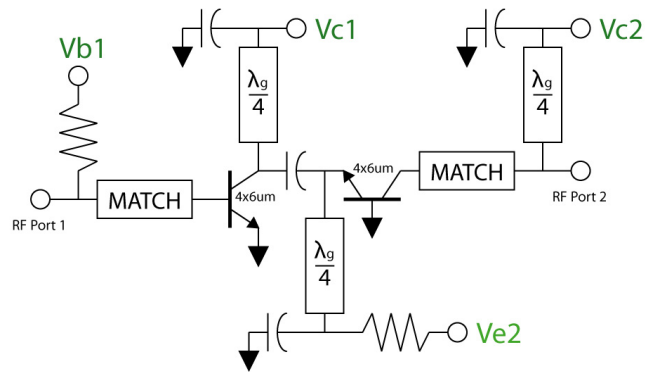 Vc1
Vc2
Vb1
λg
4
λg
4
4x6um
MATCH
MATCH
4x6um
RF Port 1
RF Port 2
λg
4
Ve2